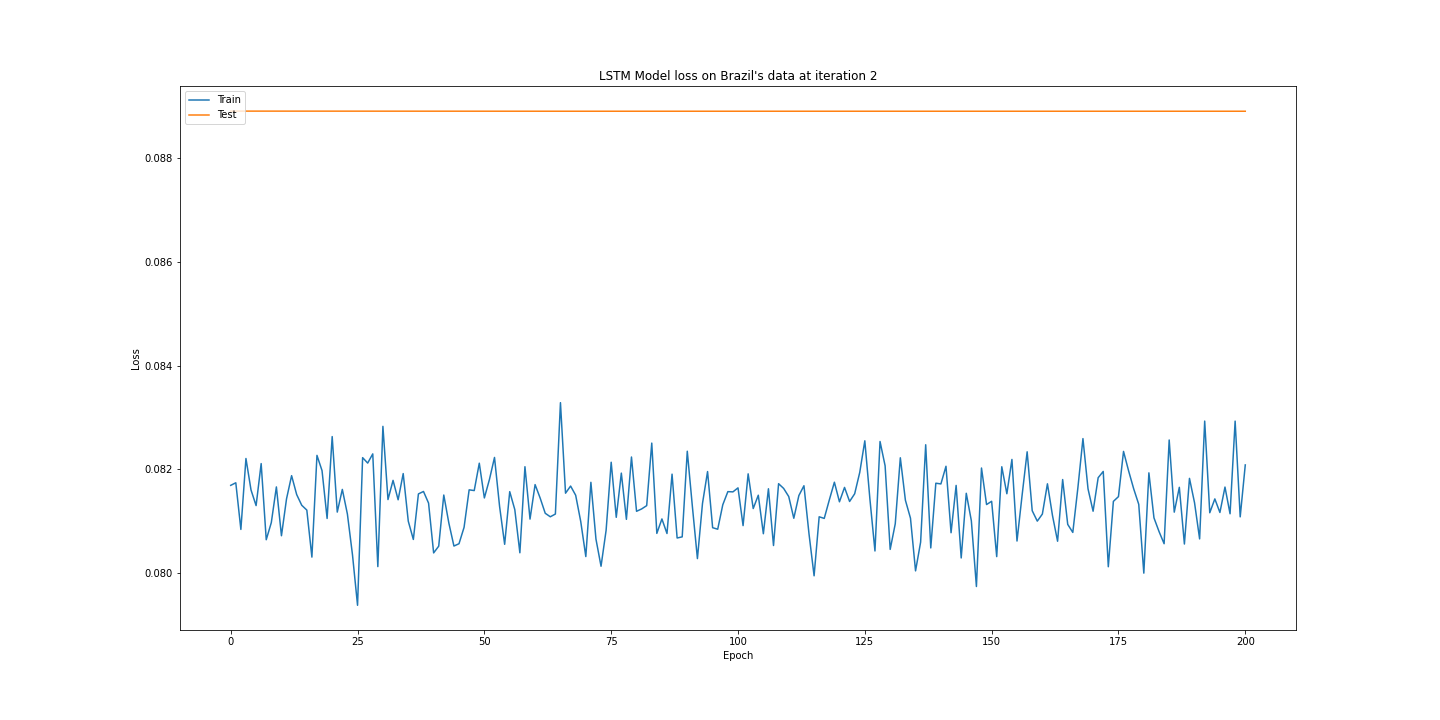 LSTM Model loss on Brazil's data at iteration 2
Train
Test
0.088
0.086
0.084
0.082
0.080
Loss
0 25 50 75 100 125 150 175 200
Epoch